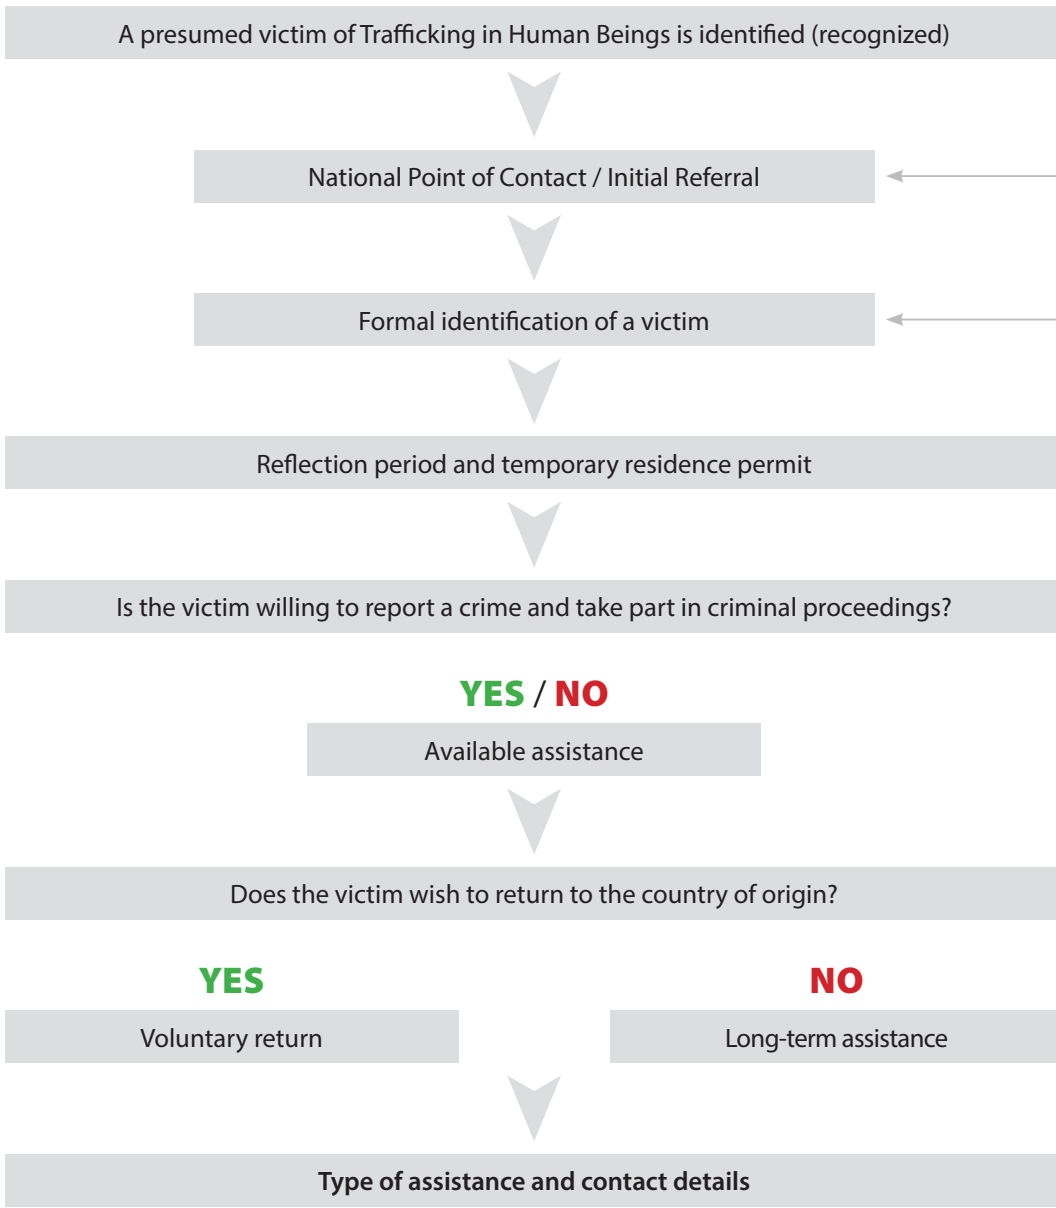 A presumed victim of Trafficking in Human Beings is identified (recognized)
National Point of Contact / Initial Referral
Formal identification of a victim
Reflection period and temporary residence permit
Is the victim willing to report a crime and take part in criminal proceedings?
YES / NO
Available assistance
Does the victim wish to return to the country of origin?
YES
NO
Voluntary return
Long-term assistance
Type of assistance and contact details